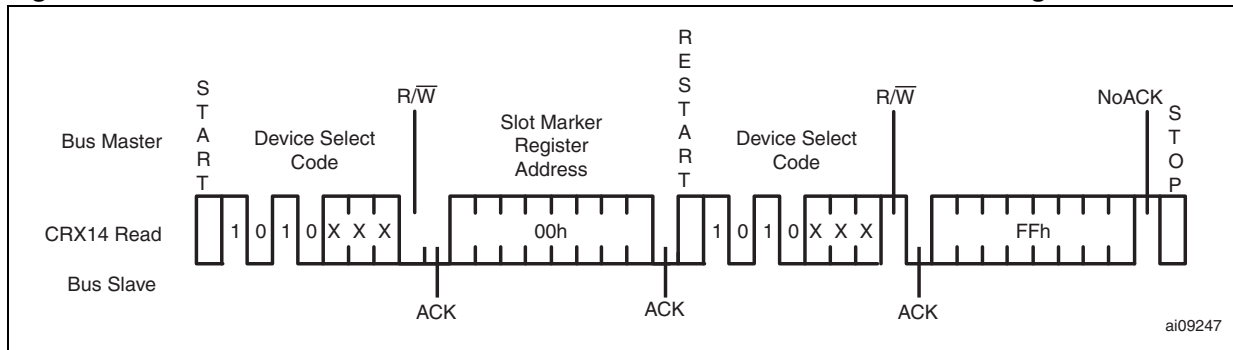 START
R/W
RESTART
R/W
NoACK
STOP
Bus Master
Device Select
Code
Slot Marker
Register
Address
Device Select
Code
CRX14 Read
1 0 1 0 X X X
00h
1 0 1 0 X X X
FFh
Bus Slave
ACK
ACK
ACK
ai09247